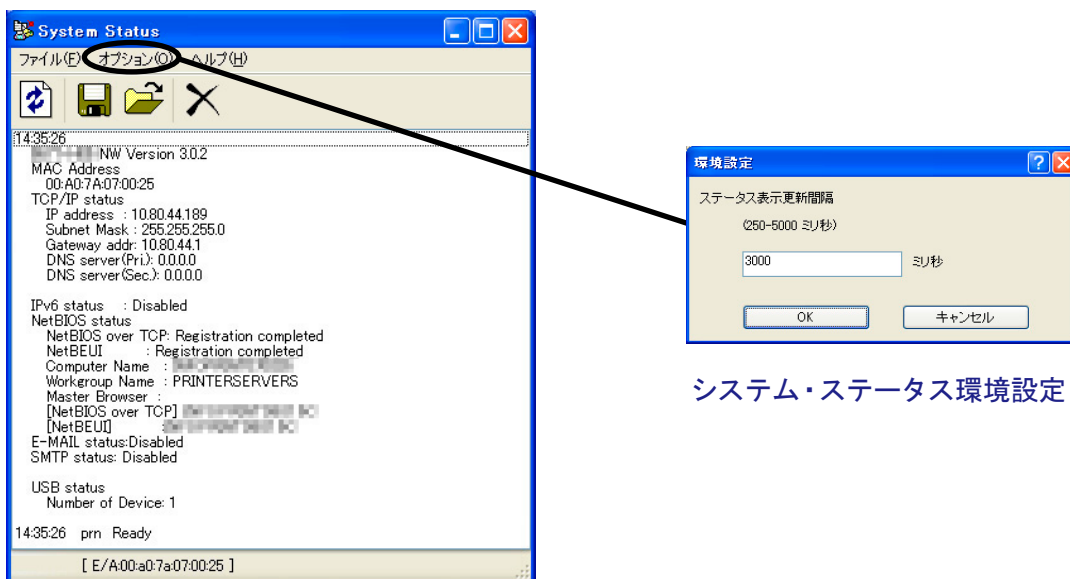 System Status
ファイル(F) オプション(O) ヘルプ(H)
14:35:26
NW Version 3.0.2
MAC Address
00:A0:7A:07:00:25
TCP/IP status
IP address : 10.80.44.189
Subnet Mask : 255.255.255.0
Gateway addr: 10.80.44.1
DNS server(Pri.): 0.0.0.0
DNS server(Sec.): 0.0.0.0
IPv6 status : Disabled
NetBIOS status
NetBIOS over TCP: Registration completed
NetBEUI : Registration completed
Computer Name :
Workgroup Name : PRINTERSERVERS
Master Browser :
[NetBIOS over TCP]
[NetBEUI] :
E-MAIL status:Disabled
SMTP status: Disabled
USB status
Number of Device: 1
14:35:26 prn Ready
[ E/A:00:a0:7a:07:00:25 ]
環境設定
ステータス表示更新間隔
(250-5000 ミリ秒)
3000 ミリ秒
OK キャンセル
システム・ステータス環境設定